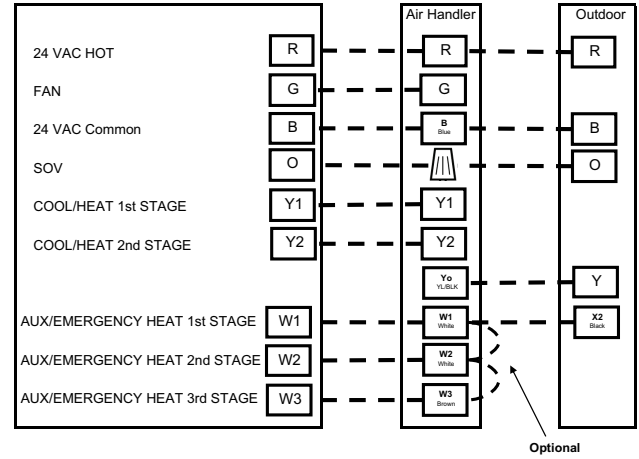 Air Handler Outdoor
24 VAC HOT R R R
FAN G G
24 VAC Common B B B
Blue
SOV O O
COOL/HEAT 1st STAGE Y1 Y1
COOL/HEAT 2nd STAGE Y2 Y2
Yo Y
YL/BLK
AUX/EMERGENCY HEAT 1st STAGE W1 W1 X2
White Black
AUX/EMERGENCY HEAT 2nd STAGE W2 W2
White
AUX/EMERGENCY HEAT 3rd STAGE W3 W3
Brown
Optional